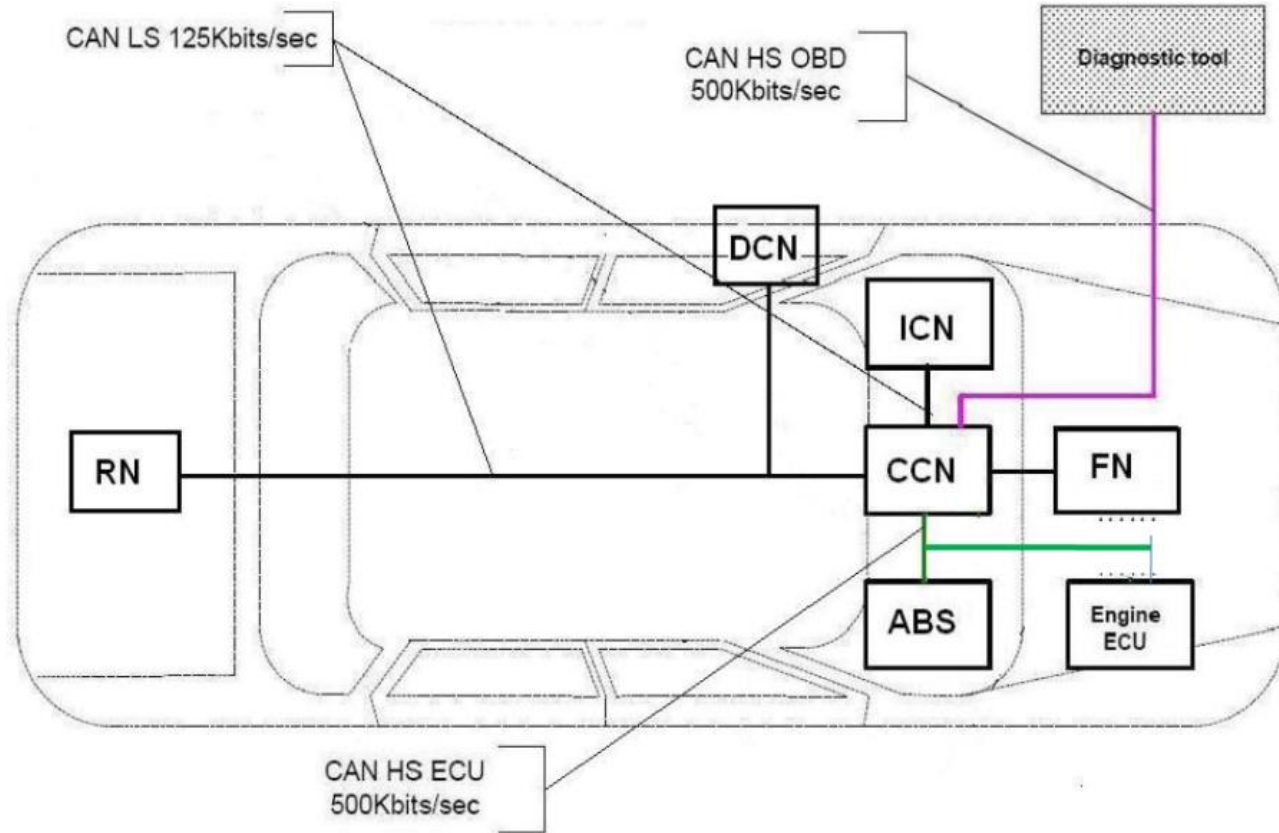 CAN LS 125Kbits/sec
CAN HS OBD
500Kbits/sec
Diagnostic tool
DCN
ICN
RN
CCN
FN
ABS
Engine
ECU
CAN HS ECU
500Kbits/sec